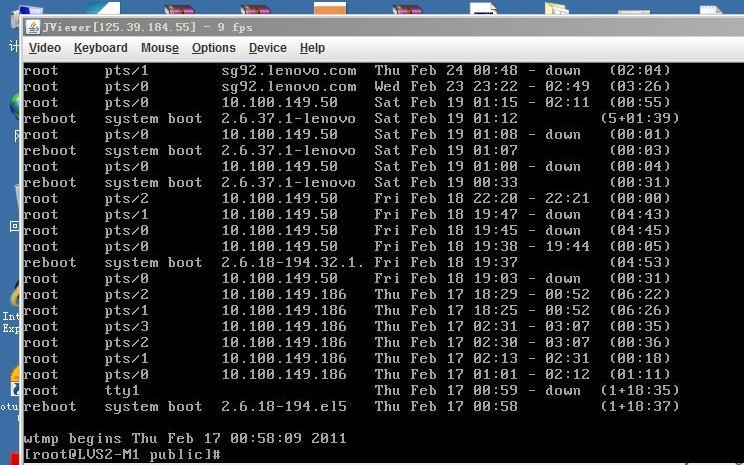 JViewer[125.39.184.55] - 9 fps
Video Keyboard Mouse Options Device Help
root pts/1 sg92.lenovo.com Thu Feb 24 00:48 - down (02:04)
root pts/0 sg92.lenovo.com Wed Feb 23 23:22 - 02:49 (03:26)
root pts/0 10.100.149.50 Sat Feb 19 01:15 - 02:11 (00:55)
reboot system boot 2.6.37.1-lenovo Sat Feb 19 01:12 (5+01:39)
root pts/0 10.100.149.50 Sat Feb 19 01:08 - down (00:01)
reboot system boot 2.6.37.1-lenovo Sat Feb 19 01:07 (00:03)
root pts/0 10.100.149.50 Sat Feb 19 01:00 - down (00:04)
reboot system boot 2.6.37.1-lenovo Sat Feb 19 00:33 (00:31)
root pts/2 10.100.149.50 Fri Feb 18 22:20 - 22:21 (00:00)
root pts/1 10.100.149.50 Fri Feb 18 19:47 - down (04:43)
root pts/0 10.100.149.50 Fri Feb 18 19:45 - down (04:45)
root pts/0 10.100.149.50 Fri Feb 18 19:38 - 19:44 (00:05)
reboot system boot 2.6.18-194.32.1. Fri Feb 18 19:37 (04:53)
root pts/0 10.100.149.50 Fri Feb 18 19:03 - down (00:31)
root pts/2 10.100.149.186 Thu Feb 17 18:29 - 00:52 (06:22)
root pts/1 10.100.149.186 Thu Feb 17 18:25 - 00:52 (06:26)
root pts/3 10.100.149.186 Thu Feb 17 02:31 - 03:07 (00:35)
root pts/2 10.100.149.186 Thu Feb 17 02:30 - 03:07 (00:36)
root pts/1 10.100.149.186 Thu Feb 17 02:13 - 02:31 (00:18)
root pts/0 10.100.149.186 Thu Feb 17 01:01 - 02:12 (01:11)
root tty1 Thu Feb 17 00:59 - down (1+18:35)
reboot system boot 2.6.18-194.el5 Thu Feb 17 00:58 (1+18:37)
wtmp begins Thu Feb 17 00:58:09 2011
[root@LVS2-M1 public]#